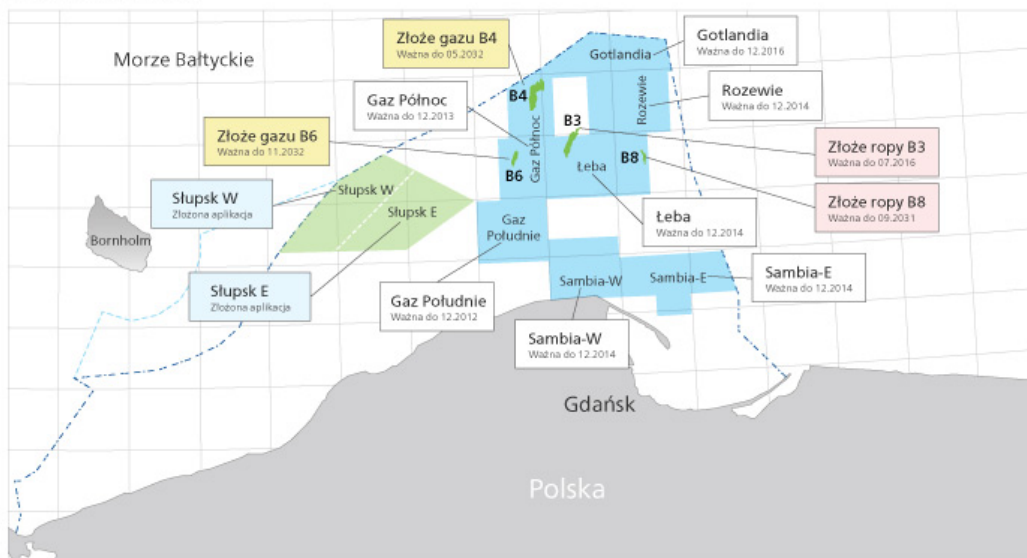 Morze Bałtyckie
Złoże gazu B4
Ważna do 05.2032
Gotlandia
Ważna do 12.2016
Gotlandia
Gaz Północ
Ważna do 12.2013
B4
Rozewie
Rozewie
Ważna do 12.2014
Złoże gazu B6
Ważna do 11.2032
B3
Gaz Północ
Złoże ropy B3
Ważna do 07.2016
B6
Łeba
B8
Słupsk W
Złożona aplikacja
Słupsk W
Słupsk E
Złoże ropy B8
Ważna do 09.2031
Bornholm
Gaz
Południe
Łeba
Ważna do 12.2014
Słupsk E
Złożona aplikacja
Sambia-W
Sambia-E
Sambia-E
Ważna do 12.2014
Gaz Południe
Ważna do 12.2012
Sambia-W
Ważna do 12.2014
Gdańsk
Polska